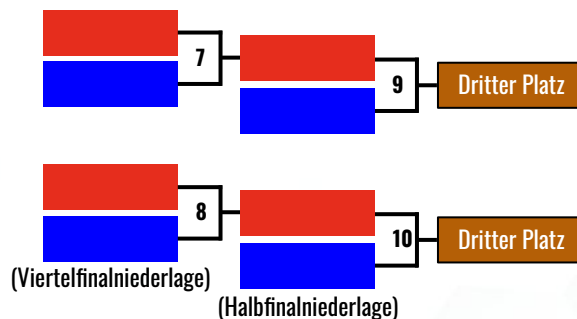 7
9
Dritter Platz
8
10
Dritter Platz
(Viertelfinalniederlage)
(Halbfinalniederlage)